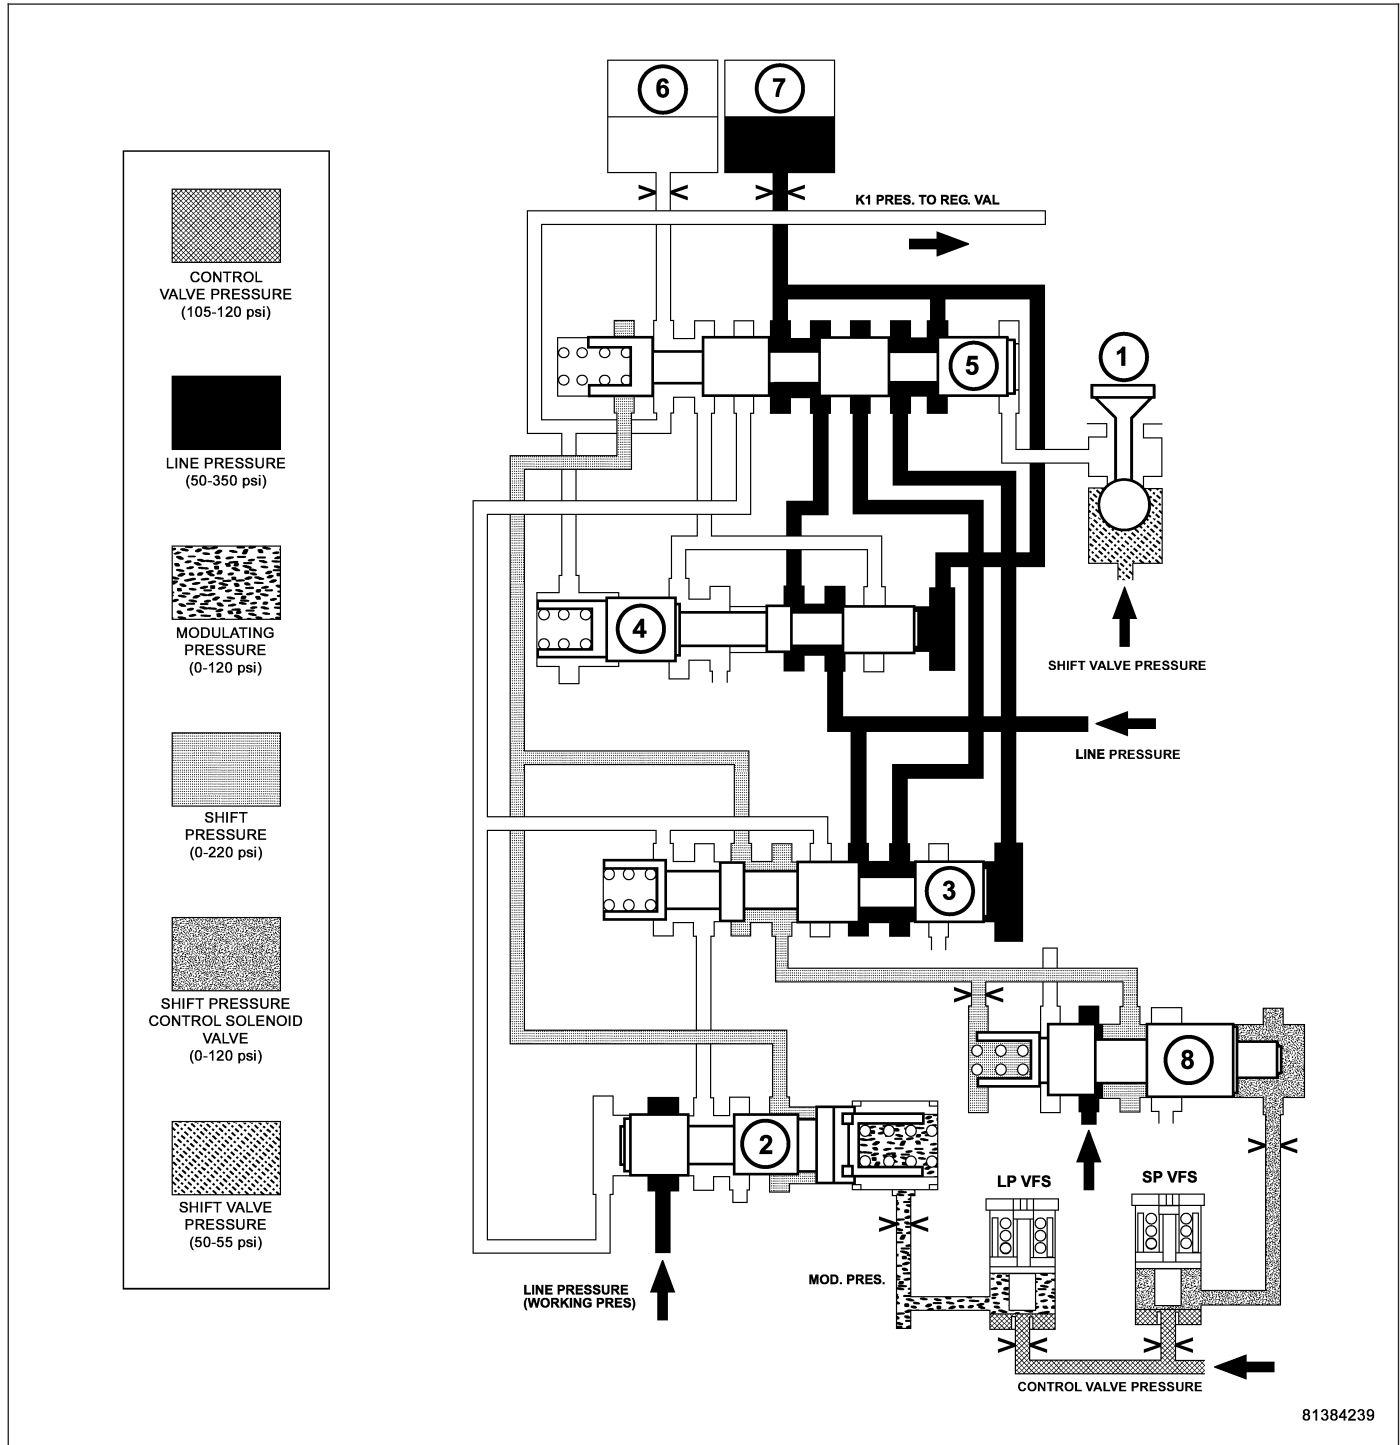 6
7
K1 PRES. TO REG. VAL
CONTROL
VALVE PRESSURE
(105-120 psi)
LINE PRESSURE
(50-350 psi)
MODULATING
PRESSURE
(0-120 psi)
SHIFT
PRESSURE
(0-220 psi)
SHIFT PRESSURE
CONTROL SOLENOID
VALVE
(0-120 psi)
SHIFT VALVE
PRESSURE
(50-55 psi)
5
1
4
SHIFT VALVE PRESSURE
LINE PRESSURE
3
8
2
LP VFS
SP VFS
MOD. PRES.
LINE PRESSURE
(WORKING PRES)
CONTROL VALVE PRESSURE
81384239